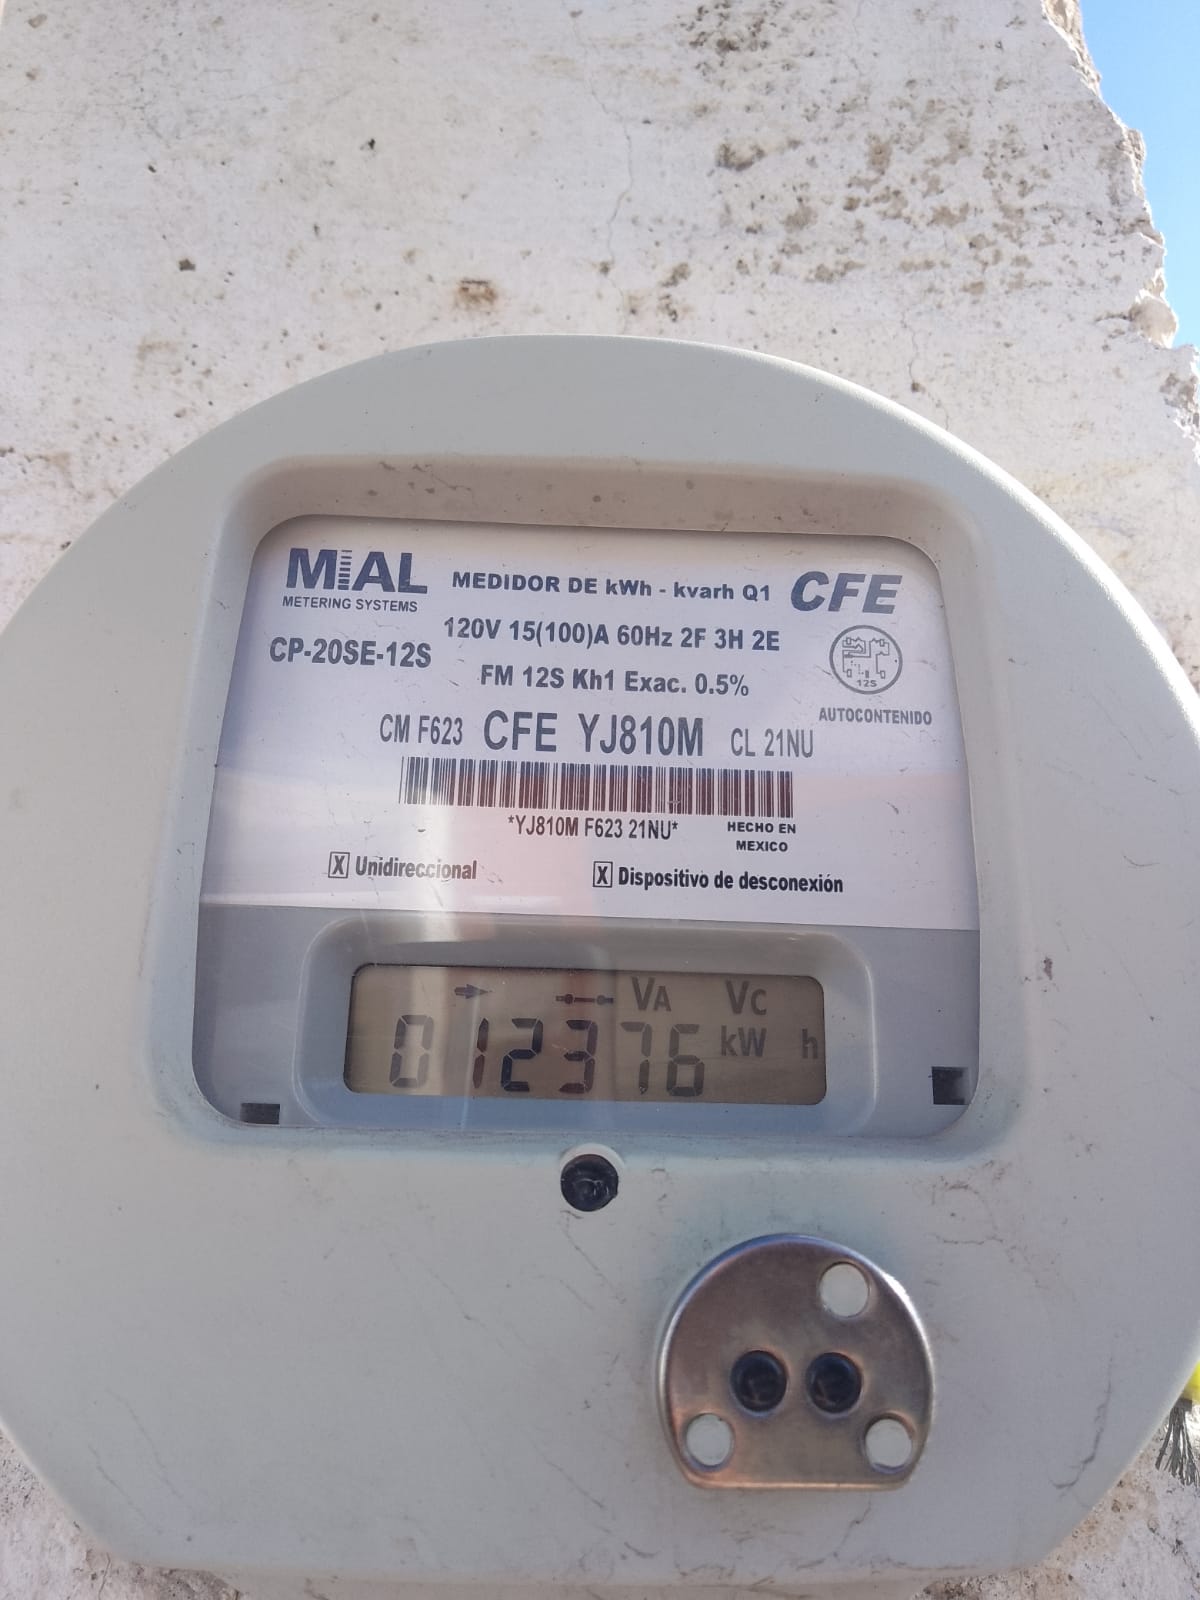 MIAL
METERING SYSTEMS
MEDIDOR DE kWh - kvarh Q1
CFE
CP-20SE-12S
120V 15(100)A 60Hz 2F 3H 2E
FM 12S Kh1 Exac. 0.5%
12S
AUTOCONTENIDO
CM F623 CFE YJ810M CL 21NU
*YJ810M F623 21NU*
HECHO EN
MEXICO
X Unidireccional
X Dispositivo de desconexión
VA VC
012376 kW h